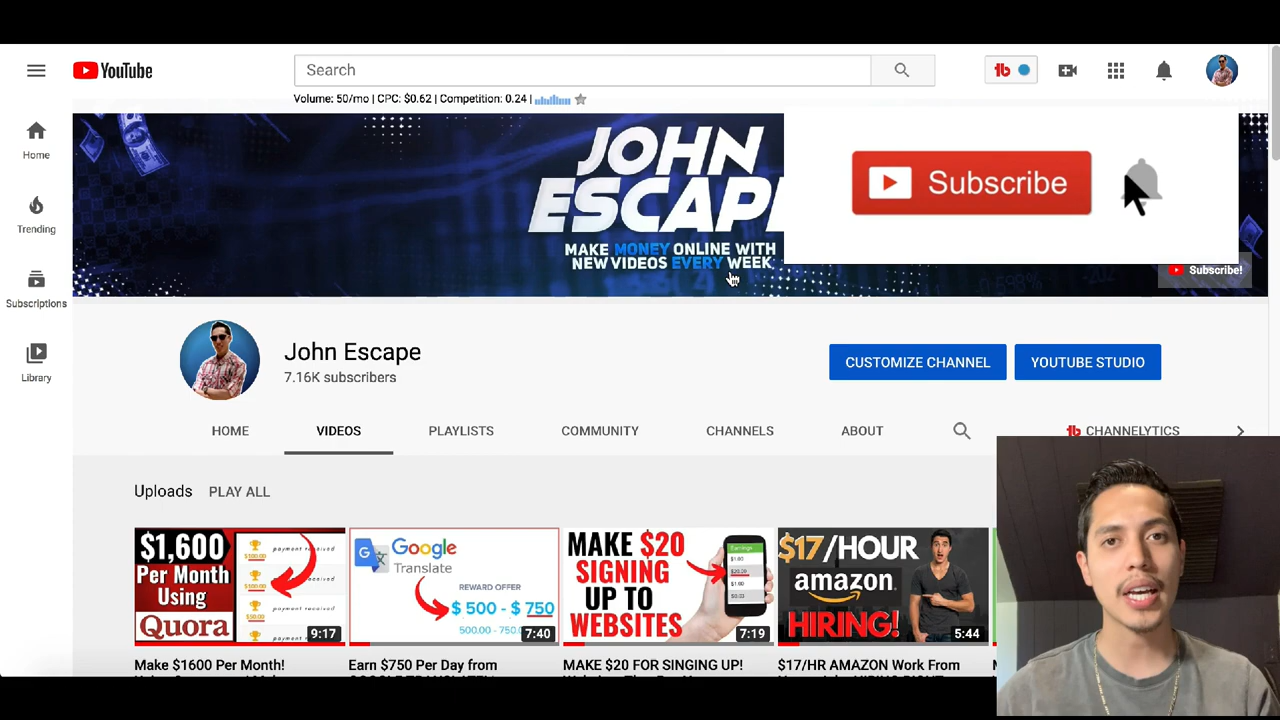 YouTube
Search
Volume: 50/mo | CPC: $0.62 | Competition: 0.24 |
Home
Trending
Subscriptions
Library
JOHN
ESCAPE
MAKE MONEY ONLINE WITH
NEW VIDEOS EVERY WEEK
Subscribe
Subscribe!
John Escape
7.16K subscribers
CUSTOMIZE CHANNEL
YOUTUBE STUDIO
HOME
VIDEOS
PLAYLISTS
COMMUNITY
CHANNELS
ABOUT
CHANNELYTICS
Uploads
PLAY ALL
$1,600
Per Month
Using
Quora
payment received
$100.00
9:17
Google
Translate
REWARD OFFER
$ 500 - $ 750
7:40
MAKE $20
SIGNING
UP TO
WEBSITES
Earnings
7:19
$17/HOUR
amazon
HIRING!
5:44
Make $1600 Per Month!
Earn $750 Per Day from
MAKE $20 FOR SINGING UP!
$17/HR AMAZON Work From